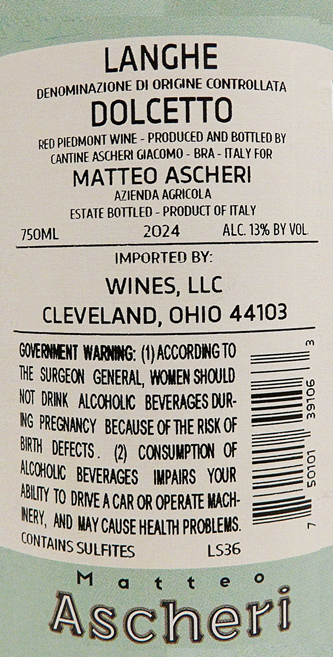 LANGHE
DENOMINAZIONE DI ORIGINE CONTROLLATA
DOLCETTO
RED PIEDMONT WINE - PRODUCED AND BOTTLED BY
CANTINE ASCHERI GIACOMO - BRA - ITALY FOR
MATTEO ASCHERI
AZIENDA AGRICOLA
ESTATE BOTTLED - PRODUCT OF ITALY
750ML 2024 ALC. 13% BY VOL
IMPORTED BY:
WINES, LLC
CLEVELAND, OHIO 44103
GOVERNMENT WARNING: (1) ACCORDING TO
THE SURGEON GENERAL, WOMEN SHOULD
NOT DRINK ALCOHOLIC BEVERAGES DUR-
ING PREGNANCY BECAUSE OF THE RISK OF
BIRTH DEFECTS. (2) CONSUMPTION OF
ALCOHOLIC BEVERAGES IMPAIRS YOUR
ABILITY TO DRIVE A CAR OR OPERATE MACH-
INERY, AND MAY CAUSE HEALTH PROBLEMS.
CONTAINS SULFITES LS36
7 50101 39106 3
Matteo
Ascheri